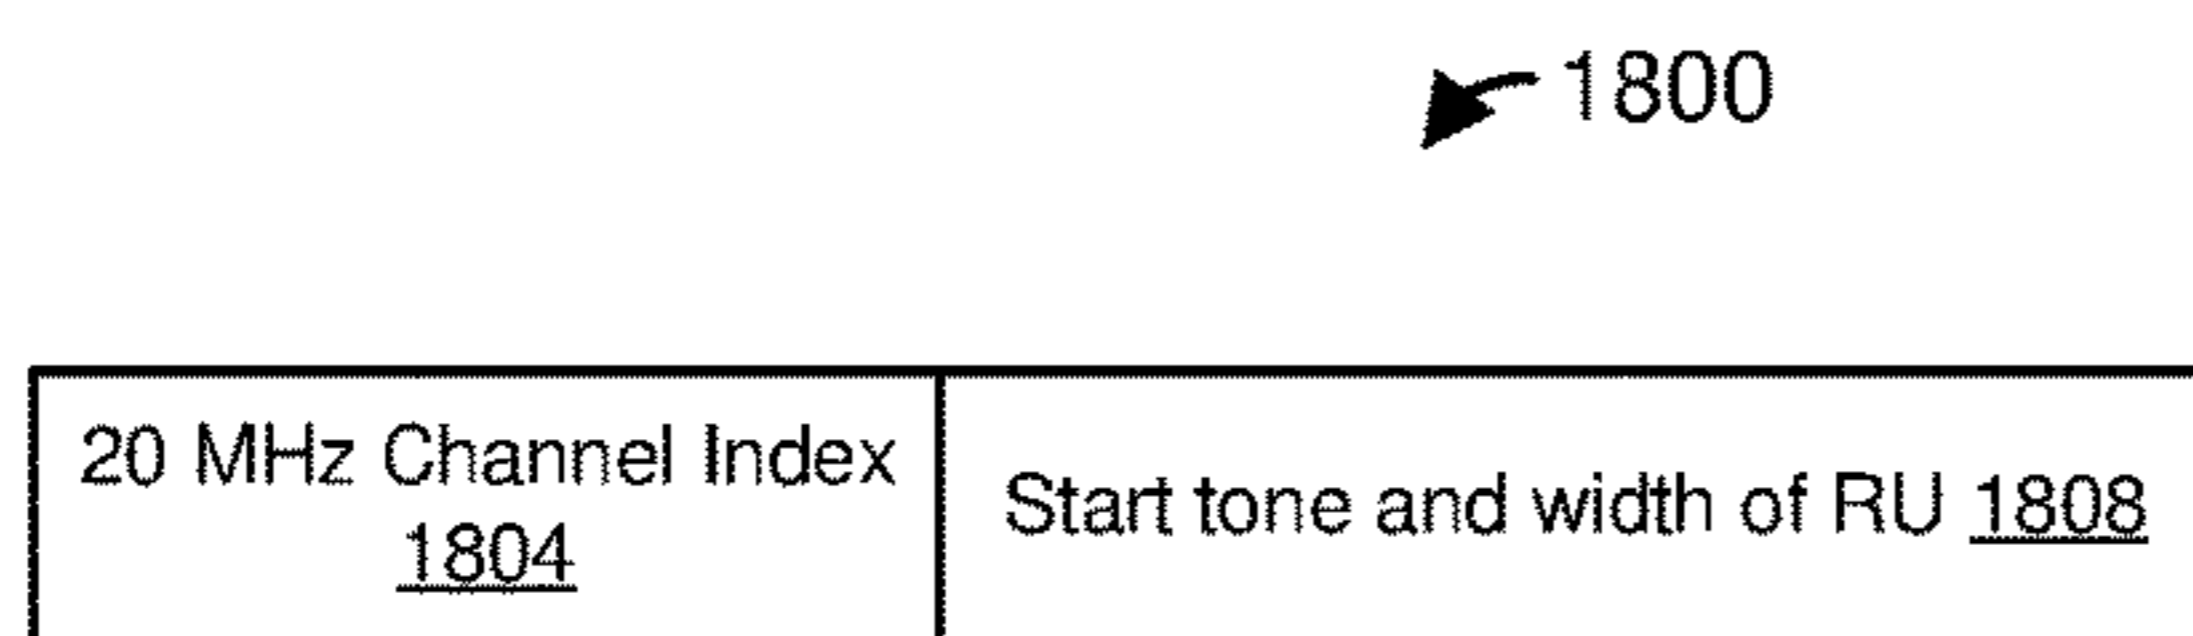 1800
20 MHz Channel Index
1804
Start tone and width of RU 1808